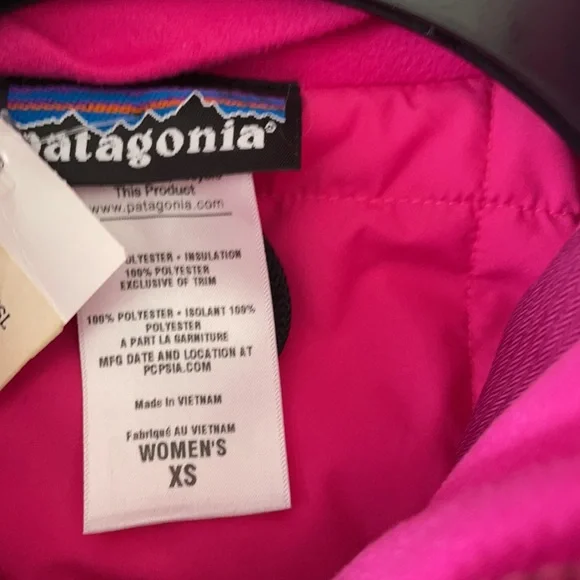 patagonia®
This Product
www.patagonia.com
POLYESTER • INSULATION
100% POLYESTER
EXCLUSIVE OF TRIM
100% POLYESTER • ISOLANT 100%
POLYESTER
A PART LA GARNITURE
MFG DATE AND LOCATION AT
PCPSIA.COM
Made in VIETNAM
Fabriqué AU VIETNAM
WOMEN'S
XS